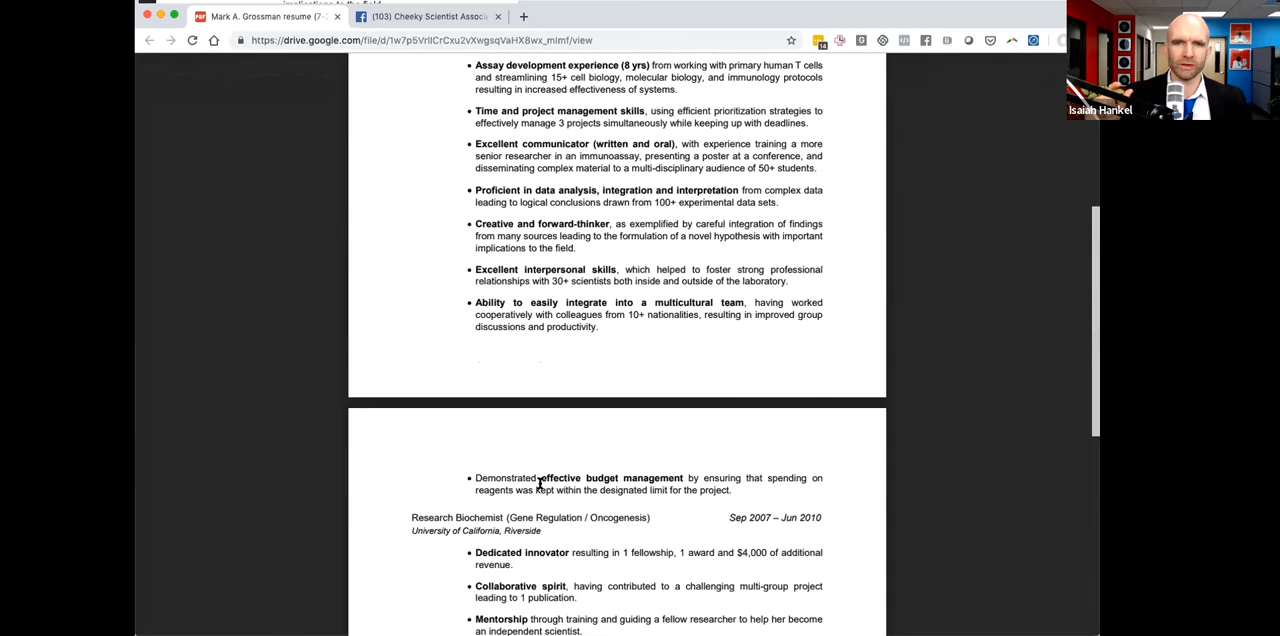 implications to the field.
Mark A. Grossman resume (7-
(103) Cheeky Scientist Associ
https://drive.google.com/file/d/1w7p5VrlICrCxu2vXwgsqVaHX8wx_mlmf/view
14
Isaiah Hankel
• Assay development experience (8 yrs) from working with primary human T cells
and streamlining 15+ cell biology, molecular biology, and immunology protocols
resulting in increased effectiveness of systems.
• Time and project management skills, using efficient prioritization strategies to
effectively manage 3 projects simultaneously while keeping up with deadlines.
• Excellent communicator (written and oral), with experience training a more
senior researcher in an immunoassay, presenting a poster at a conference, and
disseminating complex material to a multi-disciplinary audience of 50+ students.
• Proficient in data analysis, integration and interpretation from complex data
leading to logical conclusions drawn from 100+ experimental data sets.
• Creative and forward-thinker, as exemplified by careful integration of findings
from many sources leading to the formulation of a novel hypothesis with important
implications to the field.
• Excellent interpersonal skills, which helped to foster strong professional
relationships with 30+ scientists both inside and outside of the laboratory.
• Ability to easily integrate into a multicultural team, having worked
cooperatively with colleagues from 10+ nationalities, resulting in improved group
discussions and productivity.
• Demonstrated effective budget management by ensuring that spending on
reagents was kept within the designated limit for the project.
Research Biochemist (Gene Regulation / Oncogenesis) Sep 2007 – Jun 2010
University of California, Riverside
• Dedicated innovator resulting in 1 fellowship, 1 award and $4,000 of additional
revenue.
• Collaborative spirit, having contributed to a challenging multi-group project
leading to 1 publication.
• Mentorship through training and guiding a fellow researcher to help her become
an independent scientist.